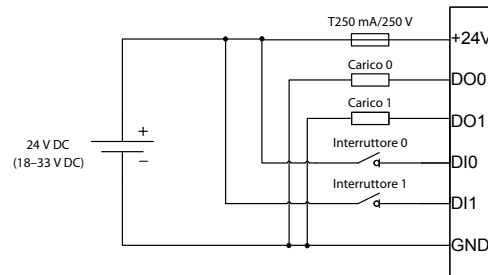 T250 mA/250 V
+24V
Carico 0
DO0
Carico 1
DO1
24 V DC
(18–33 V DC)
+
–
Interruttore 0
DI0
Interruttore 1
DI1
GND